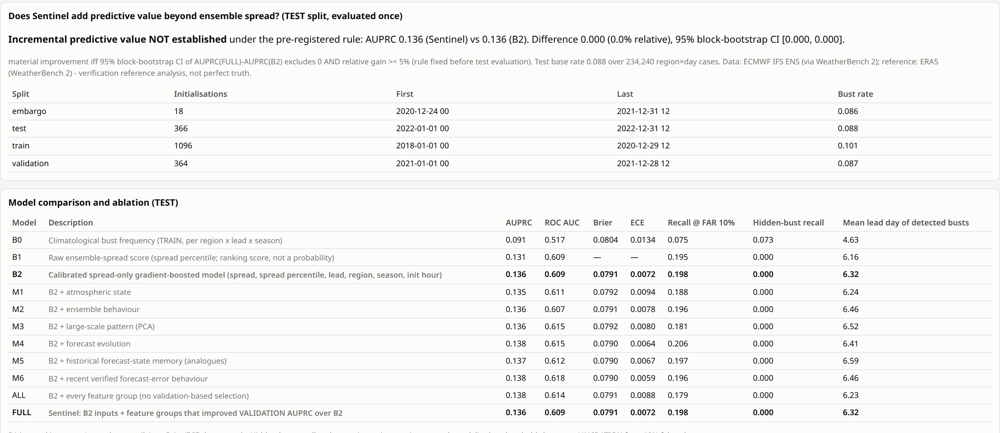 Does Sentinel add predictive value beyond ensemble spread? (TEST split, evaluated once)
Incremental predictive value NOT established under the pre-registered rule: AUPRC 0.136 (Sentinel) vs 0.136 (B2). Difference 0.000 (0.0% relative), 95% block-bootstrap CI [0.000, 0.000].
material improvement iff 95% block-bootstrap CI of AUPRC(FULL)-AUPRC(B2) excludes 0 AND relative gain >= 5% (rule fixed before test evaluation). Test base rate 0.088 over 234,240 region×day cases. Data: ECMWF IFS ENS (via WeatherBench 2); reference: ERA5
(WeatherBench 2) - verification reference analysis, not perfect truth.
Split Initialisations First Last Bust rate
embargo 18 2020-12-24 00 2021-12-31 12 0.086
test 366 2022-01-01 00 2022-12-31 12 0.088
train 1096 2018-01-01 00 2020-12-29 12 0.101
validation 364 2021-01-01 00 2021-12-28 12 0.087
Model comparison and ablation (TEST)
Model Description AUPRC ROC AUC Brier ECE Recall @ FAR 10% Hidden-bust recall Mean lead day of detected busts
B0 Climatological bust frequency (TRAIN, per region x lead x season) 0.091 0.517 0.0804 0.0134 0.075 0.073 4.63
B1 Raw ensemble-spread score (spread percentile; ranking score, not a probability) 0.131 0.609 — — 0.195 0.000 6.16
B2 Calibrated spread-only gradient-boosted model (spread, spread percentile, lead, region, season, init hour) 0.136 0.609 0.0791 0.0072 0.198 0.000 6.32
M1 B2 + atmospheric state 0.135 0.611 0.0792 0.0094 0.188 0.000 6.24
M2 B2 + ensemble behaviour 0.136 0.607 0.0791 0.0078 0.196 0.000 6.46
M3 B2 + large-scale pattern (PCA) 0.136 0.615 0.0792 0.0080 0.181 0.000 6.52
M4 B2 + forecast evolution 0.138 0.615 0.0790 0.0064 0.206 0.000 6.41
M5 B2 + historical forecast-state memory (analogues) 0.137 0.612 0.0790 0.0067 0.197 0.000 6.59
M6 B2 + recent verified forecast-error behaviour 0.138 0.618 0.0790 0.0059 0.196 0.000 6.46
ALL B2 + every feature group (no validation-based selection) 0.138 0.614 0.0791 0.0088 0.179 0.000 6.23
FULL Sentinel: B2 inputs + feature groups that improved VALIDATION AUPRC over B2 0.136 0.609 0.0791 0.0072 0.198 0.000 6.32